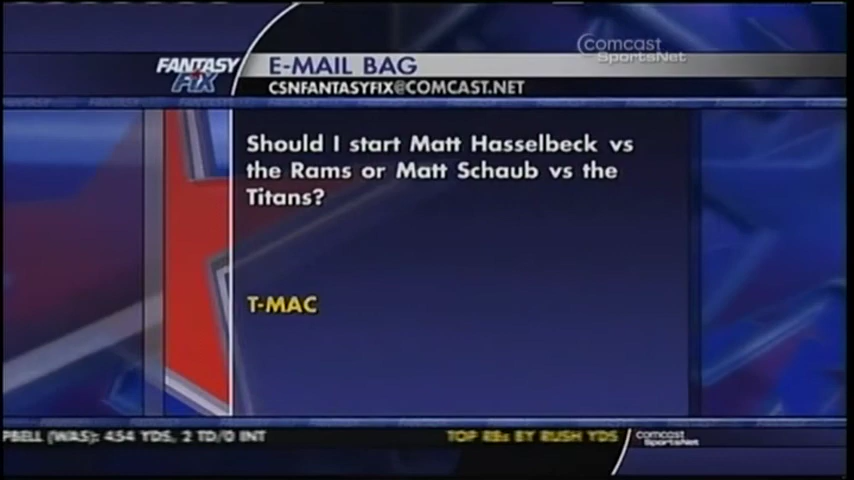 Comcast
SportsNet
FANTASY
FIX
E-MAIL BAG
CSNFANTASYFIX@COMCAST.NET
Should I start Matt Hasselbeck vs
the Rams or Matt Schaub vs the
Titans?
T-MAC
PBELL (WAS): 454 YDS, 2 TD/0 INT
TOP RBs BY RUSH YDS
comcast
SportsNet